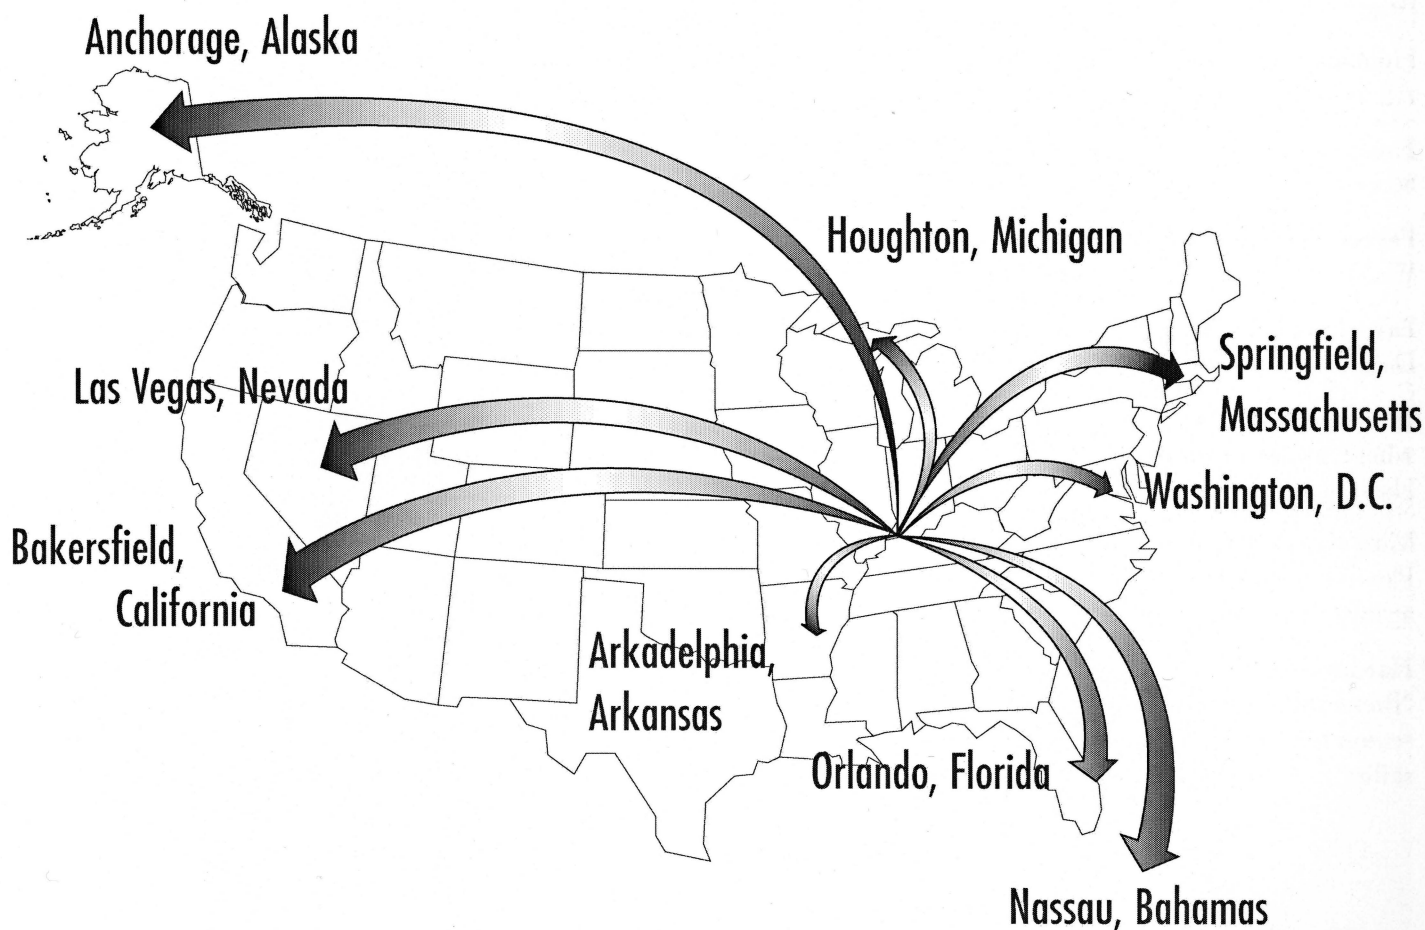 Anchorage, Alaska
Houghton, Michigan
Springfield,
Massachusetts
Las Vegas, Nevada
Washington, D.C.
Bakersfield,
California
Arkadelphia,
Arkansas
Orlando, Florida
Nassau, Bahamas